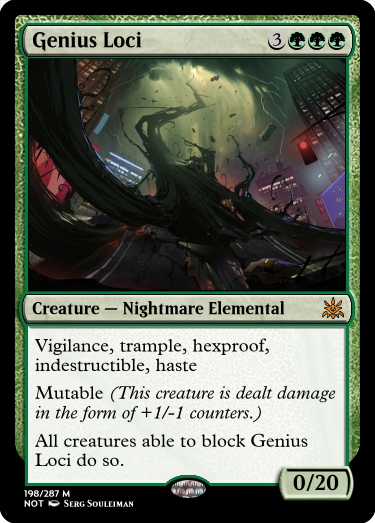 Genius Loci 3
Creature — Nightmare Elemental
Vigilance, trample, hexproof,
indestructible, haste
Mutable (This creature is dealt damage
in the form of +1/-1 counters.)
All creatures able to block Genius
Loci do so.
0/20
198/287 M
NOT Serg Souleiman